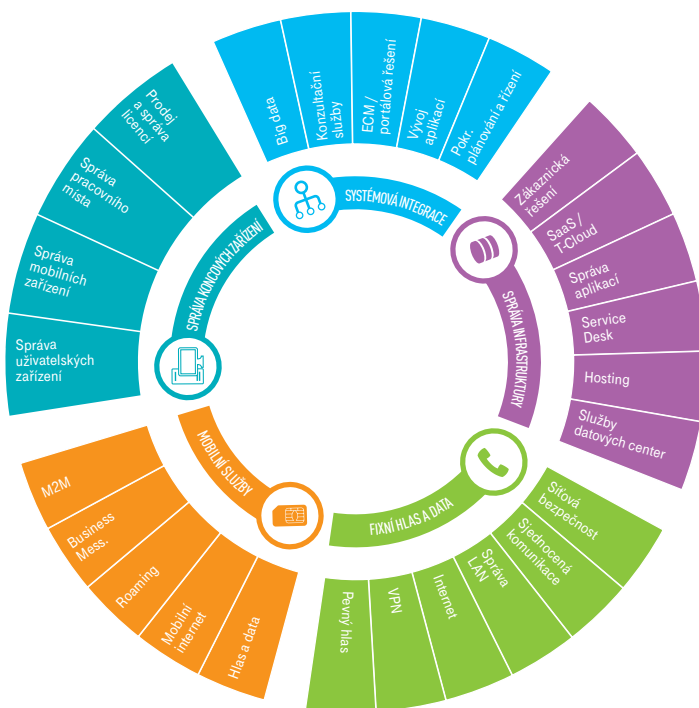 SYSTÉMOVÁ INTEGRACE
Big data
Konzultační
služby
ECM /
portálová řešení
Vývoj
aplikací
Pokr.
plánování a řízení
SPRÁVA INFRASTRUKTURY
Zákaznická
řešení
SaaS /
T-Cloud
Správa
aplikací
Service
Desk
Hosting
Služby
datových center
FIXNÍ HLAS A DATA
Síťová
bezpečnost
Sjednocená
komunikace
Správa
LAN
Internet
VPN
Pevný hlas
MOBILNÍ SLUŽBY
Hlas a data
Mobilní
internet
Roaming
Business
Mess.
M2M
SPRÁVA KONCOVÝCH ZAŘÍZENÍ
Správa
uživatelských
zařízení
Správa
mobilních
zařízení
Správa
pracovního
místa
Prodej
a správa
licencí